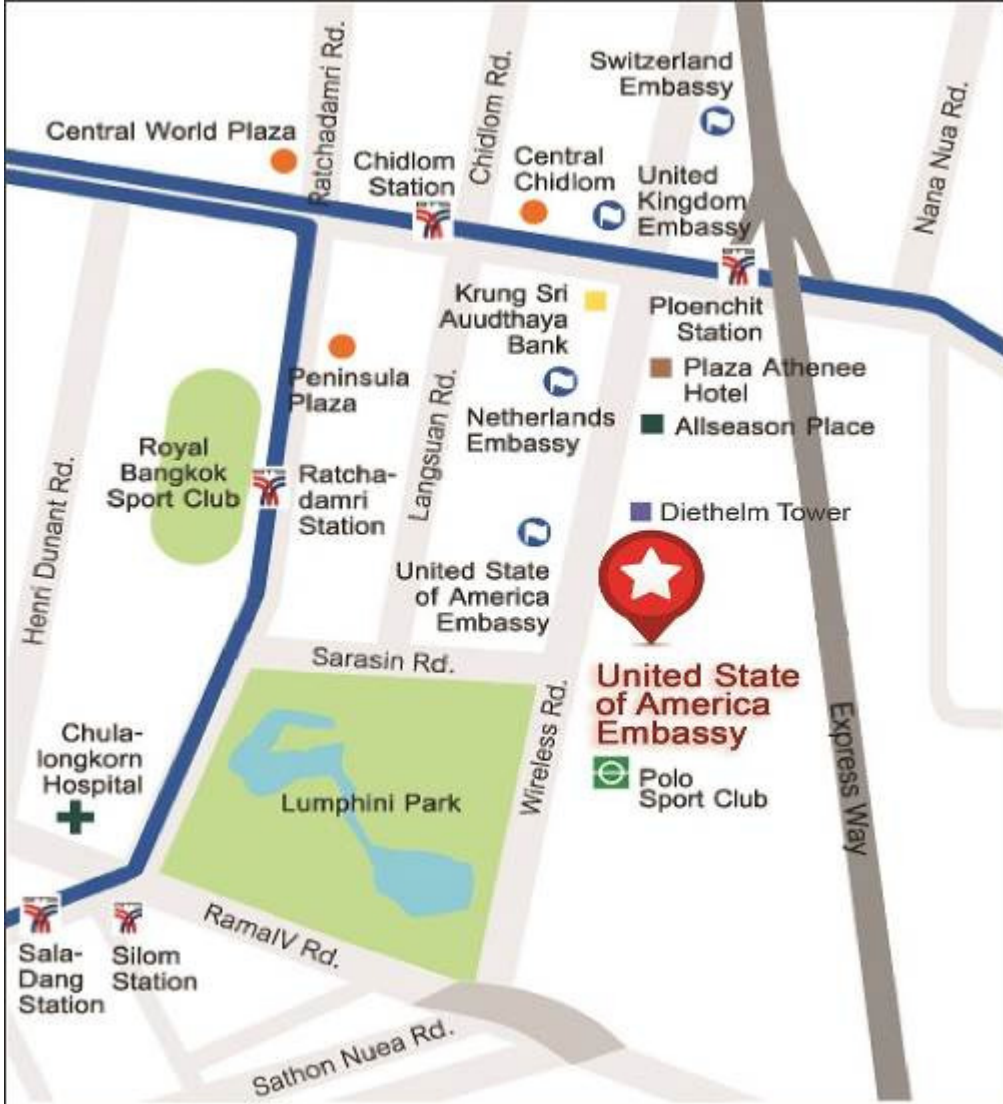 Switzerland
Embassy
Central World Plaza
Ratchadamri Rd.
Chidlom
Station
Chidlom Rd.
Central
Chidlom
United
Kingdom
Embassy
Nana Nua Rd.
Krung Sri
Auudthaya
Bank
Ploenchit
Station
Peninsula
Plaza
Plaza Athenee
Hotel
Netherlands
Embassy
Allseason Place
Royal
Bangkok
Sport Club
Ratcha-
damri
Station
Langsuan Rd.
Henri Dunant Rd.
Diethelm Tower
United State
of America
Embassy
Sarasin Rd.
United State
of America
Embassy
Wireless Rd.
Express Way
Chula-
longkorn
Hospital
Lumphini Park
Polo
Sport Club
RamaIV Rd.
Sala-
Dang
Station
Silom
Station
Sathon Nuea Rd.